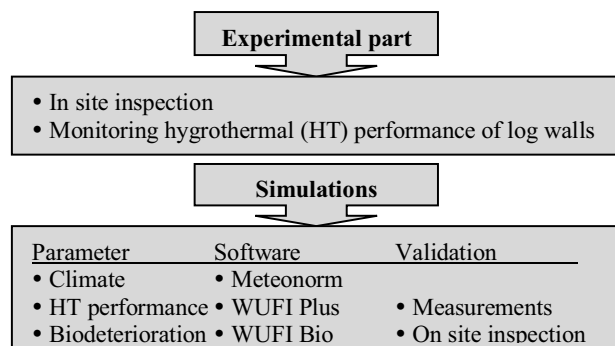 Experimental part
• In site inspection
• Monitoring hygrothermal (HT) performance of log walls
Simulations
Parameter Software Validation
• Climate • Meteonorm
• HT performance • WUFI Plus • Measurements
• Biodeterioration • WUFI Bio • On site inspection